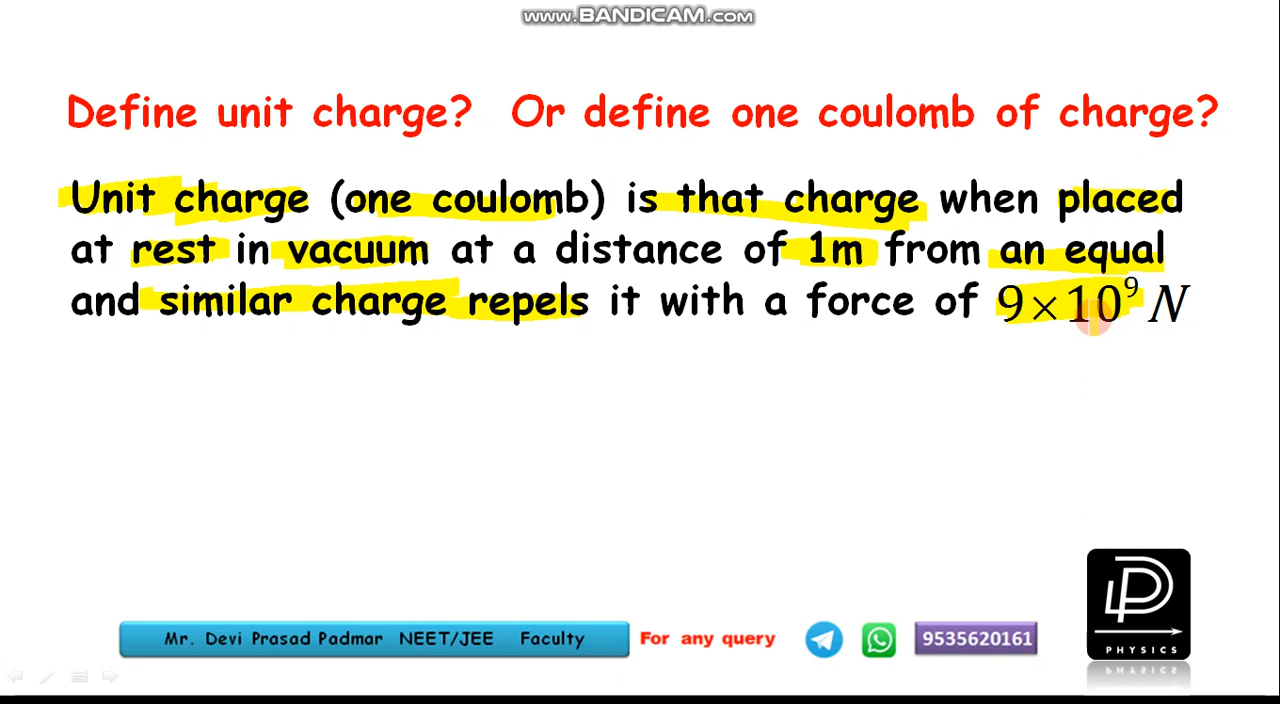 www.BANDICAM.com
Define unit charge? Or define one coulomb of charge?
Unit charge (one coulomb) is that charge when placed
at rest in vacuum at a distance of 1m from an equal
and similar charge repels it with a force of 9×10⁹ N
Mr. Devi Prasad Padmar NEET/JEE Faculty For any query 9535620161
PHYSICS